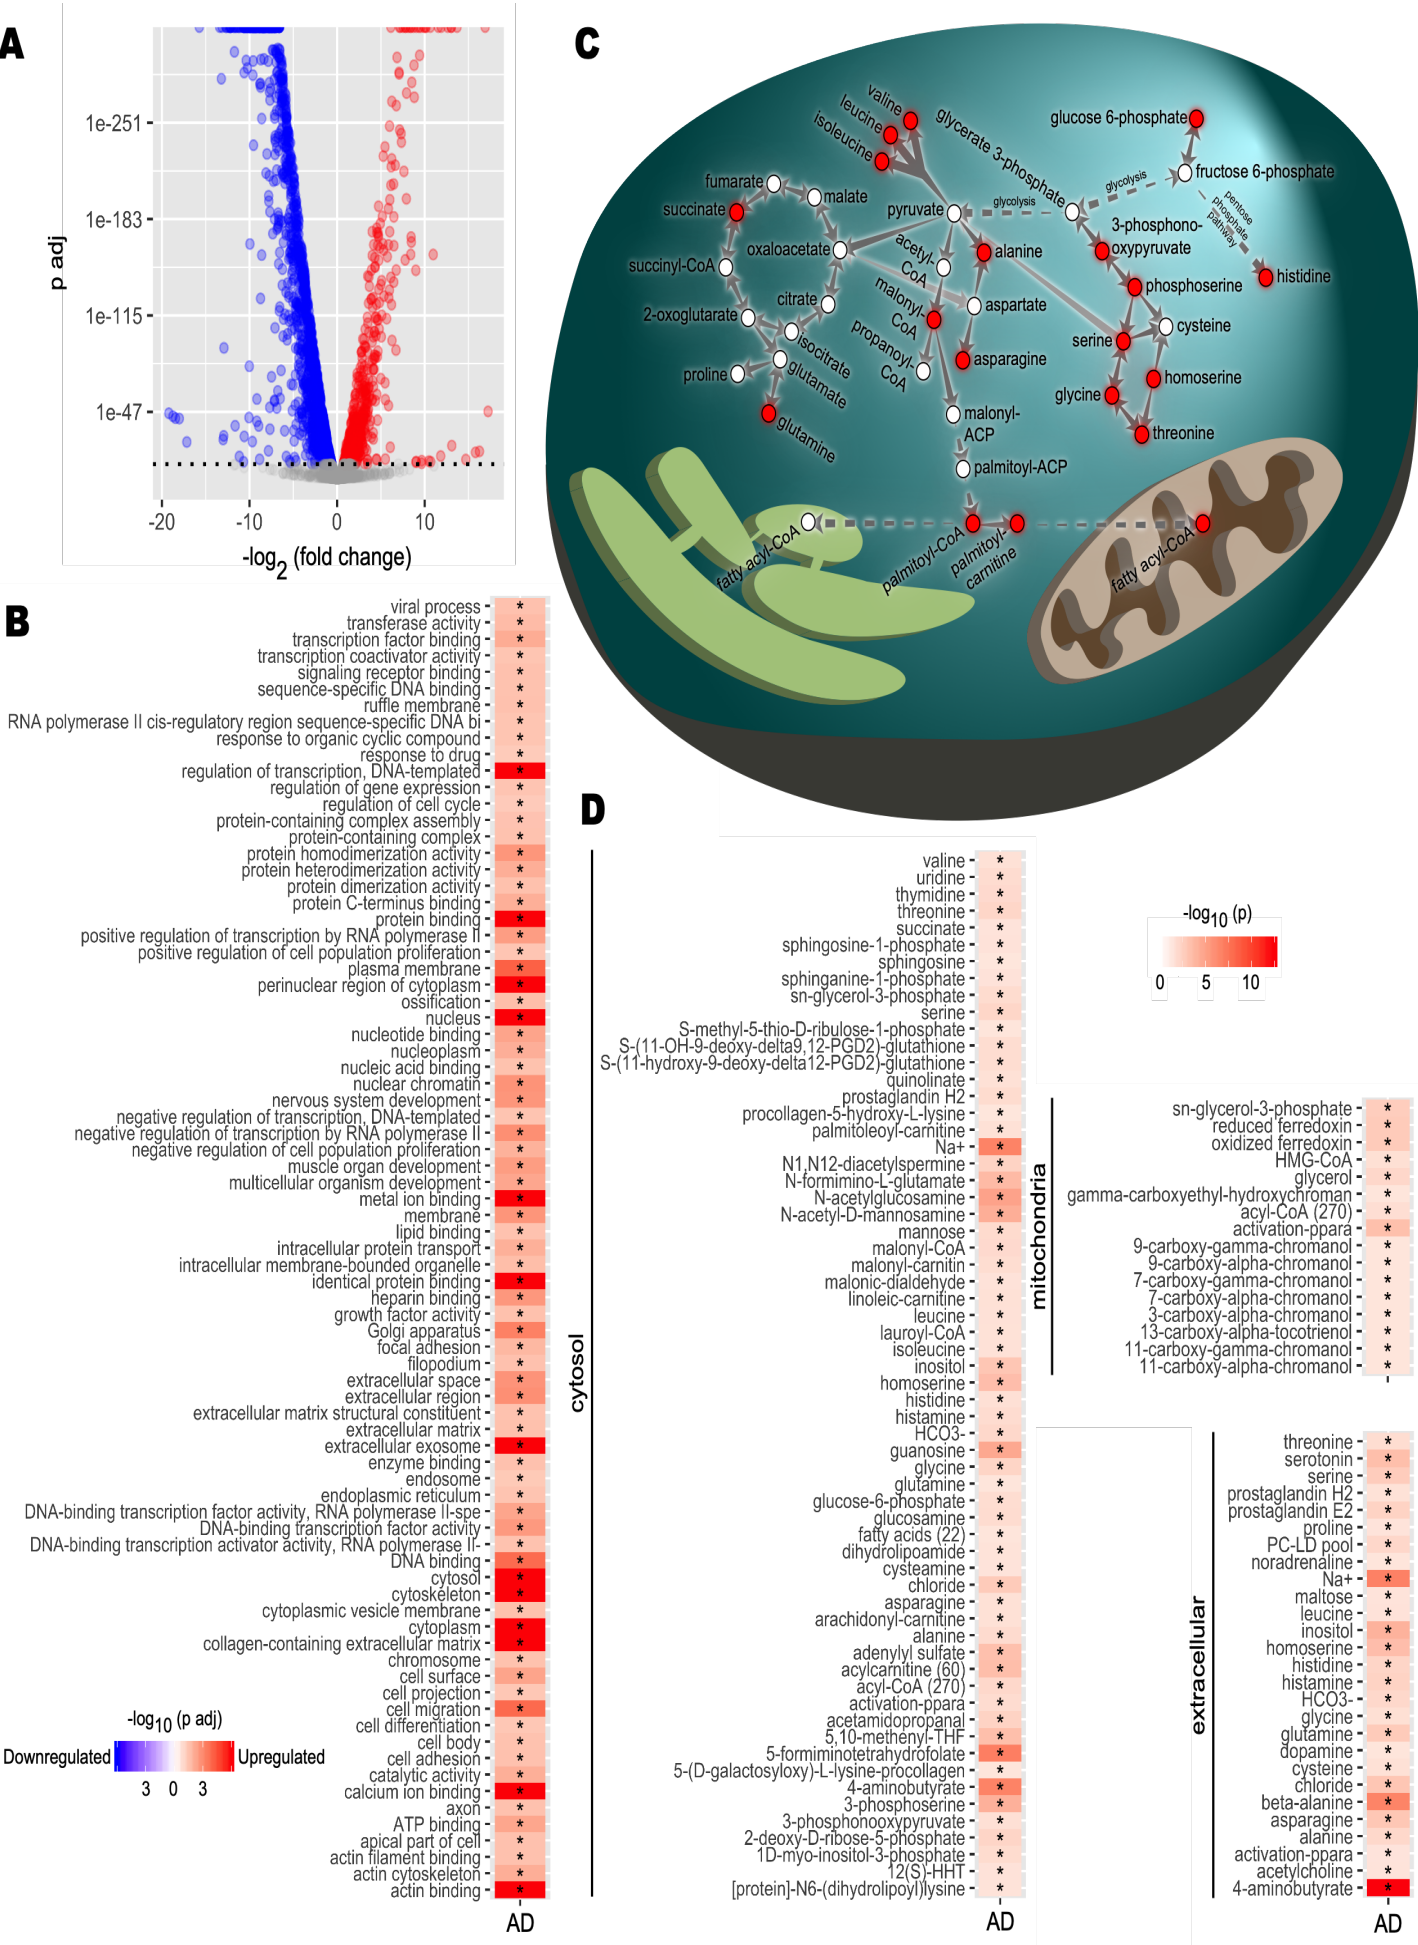 A
1e-251
1e-183
1e-115
1e-47
p adj
-20
-10
0
10
-log2 (fold change)
C
valine
leucine
isoleucine
glycerate 3-phosphate
glucose 6-phosphate
fructose 6-phosphate
glycolysis
pentose
phosphate
pathway
fumarate
malate
succinate
pyruvate
glycolysis
3-phosphono-
oxypyruvate
oxaloacetate
acetyl-
CoA
alanine
succinyl-CoA
histidine
phosphoserine
citrate
malonyl-
CoA
aspartate
2-oxoglutarate
cysteine
isocitrate
propanoyl-
CoA
serine
asparagine
proline
glutamate
homoserine
glycine
glutamine
malonyl-
ACP
threonine
palmitoyl-ACP
fatty acyl-CoA
palmitoyl-CoA
palmitoyl-
carnitine
fatty acyl-CoA
B
viral process
transferase activity
transcription factor binding
transcription coactivator activity
signaling receptor binding
sequence-specific DNA binding
ruffle membrane
RNA polymerase II cis-regulatory region sequence-specific DNA bi
response to organic cyclic compound
response to drug
regulation of transcription, DNA-templated
regulation of gene expression
regulation of cell cycle
protein-containing complex assembly
protein-containing complex
protein homodimerization activity
protein heterodimerization activity
protein dimerization activity
protein C-terminus binding
protein binding
positive regulation of transcription by RNA polymerase II
positive regulation of cell population proliferation
plasma membrane
perinuclear region of cytoplasm
ossification
nucleus
nucleotide binding
nucleoplasm
nucleic acid binding
nuclear chromatin
nervous system development
negative regulation of transcription, DNA-templated
negative regulation of transcription by RNA polymerase II
negative regulation of cell population proliferation
muscle organ development
multicellular organism development
metal ion binding
membrane
lipid binding
intracellular protein transport
intracellular membrane-bounded organelle
identical protein binding
heparin binding
growth factor activity
Golgi apparatus
focal adhesion
filopodium
extracellular space
extracellular region
extracellular matrix structural constituent
extracellular matrix
extracellular exosome
enzyme binding
endosome
endoplasmic reticulum
DNA-binding transcription factor activity, RNA polymerase II-spe
DNA-binding transcription factor activity
DNA-binding transcription activator activity, RNA polymerase II-
DNA binding
cytosol
cytoskeleton
cytoplasmic vesicle membrane
cytoplasm
collagen-containing extracellular matrix
chromosome
cell surface
cell projection
cell migration
cell differentiation
cell body
cell adhesion
catalytic activity
calcium ion binding
axon
ATP binding
apical part of cell
actin filament binding
actin cytoskeleton
actin binding
AD
-log10 (p adj)
Downregulated
Upregulated
3 0 3
D
cytosol
valine
uridine
thymidine
threonine
succinate
sphingosine-1-phosphate
sphingosine
sphinganine-1-phosphate
sn-glycerol-3-phosphate
serine
S-methyl-5-thio-D-ribulose-1-phosphate
S-(11-OH-9-deoxy-delta9,12-PGD2)-glutathione
S-(11-hydroxy-9-deoxy-delta12-PGD2)-glutathione
quinolinate
prostaglandin H2
procollagen-5-hydroxy-L-lysine
palmitoleoyl-carnitine
Na+
N1,N12-diacetylspermine
N-formimino-L-glutamate
N-acetylglucosamine
N-acetyl-D-mannosamine
mannose
malonyl-CoA
malonyl-carnitin
malonic-dialdehyde
linoleic-carnitine
leucine
lauroyl-CoA
isoleucine
inositol
homoserine
histidine
histamine
HCO3-
guanosine
glycine
glutamine
glucose-6-phosphate
glucosamine
fatty acids (22)
dihydrolipoamide
cysteamine
chloride
asparagine
arachidonyl-carnitine
alanine
adenylyl sulfate
acylcarnitine (60)
acyl-CoA (270)
activation-ppara
acetamidopropanal
5,10-methenyl-THF
5-formiminotetrahydrofolate
5-(D-galactosyloxy)-L-lysine-procollagen
4-aminobutyrate
3-phosphoserine
3-phosphonooxypyruvate
2-deoxy-D-ribose-5-phosphate
1D-myo-inositol-3-phosphate
12(S)-HHT
[protein]-N6-(dihydrolipoyl)lysine
AD
-log10 (p)
0 5 10
mitochondria
sn-glycerol-3-phosphate
reduced ferredoxin
oxidized ferredoxin
HMG-CoA
glycerol
gamma-carboxyethyl-hydroxychroman
acyl-CoA (270)
activation-ppara
9-carboxy-gamma-chromanol
9-carboxy-alpha-chromanol
7-carboxy-gamma-chromanol
7-carboxy-alpha-chromanol
3-carboxy-alpha-chromanol
13-carboxy-alpha-tocotrienol
11-carboxy-gamma-chromanol
11-carboxy-alpha-chromanol
extracellular
threonine
serotonin
serine
prostaglandin H2
prostaglandin E2
proline
PC-LD pool
noradrenaline
Na+
maltose
leucine
inositol
homoserine
histidine
histamine
HCO3-
glycine
glutamine
dopamine
cysteine
chloride
beta-alanine
asparagine
alanine
activation-ppara
acetylcholine
4-aminobutyrate
AD